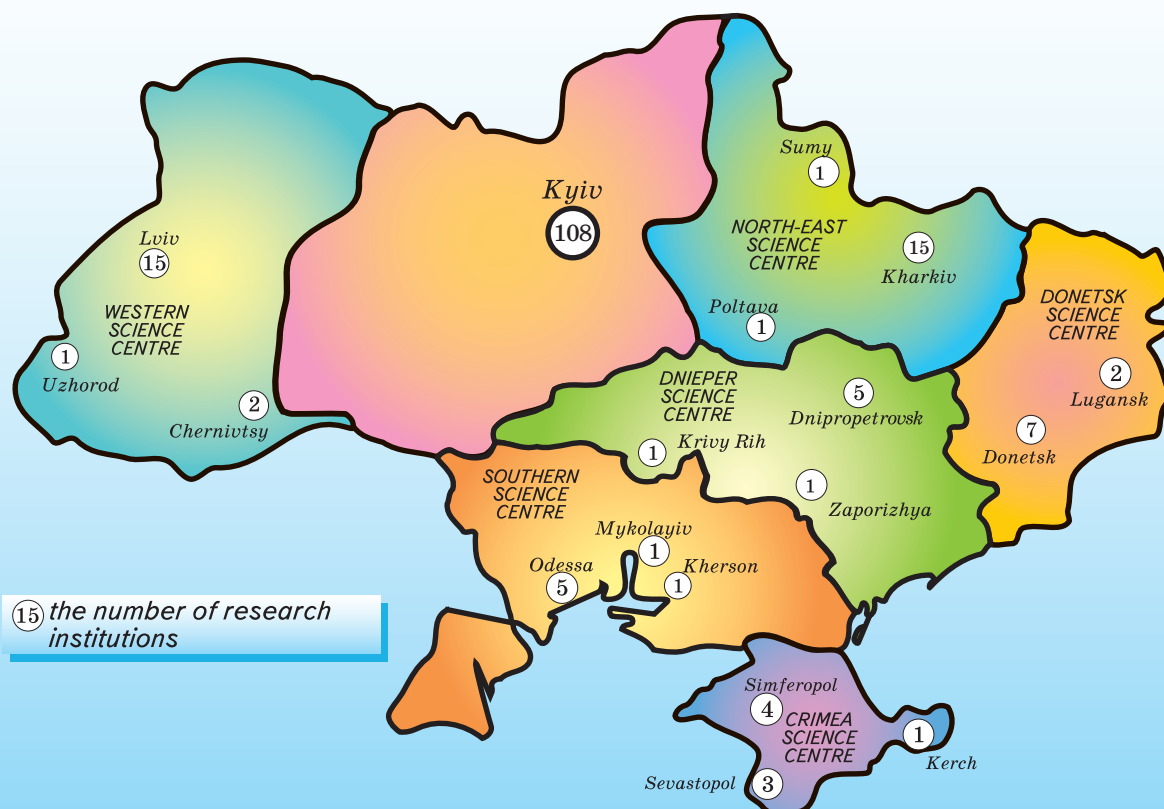 Sumy
1
Kyiv
108
NORTH-EAST
SCIENCE
CENTRE
15
Kharkiv
Poltava
1
Lviv
15
WESTERN
SCIENCE
CENTRE
1
Uzhorod
2
Chernivtsy
DONETSK
SCIENCE
CENTRE
2
Lugansk
7
Donetsk
DNIEPER
SCIENCE
CENTRE
5
Dnipropetrovsk
1
Krivy Rih
1
Zaporizhya
SOUTHERN
SCIENCE
CENTRE
Mykolayiv
1
Odessa
5
Kherson
1
15 the number of research
institutions
Simferopol
4
CRIMEA
SCIENCE
CENTRE
1
Kerch
Sevastopol
3